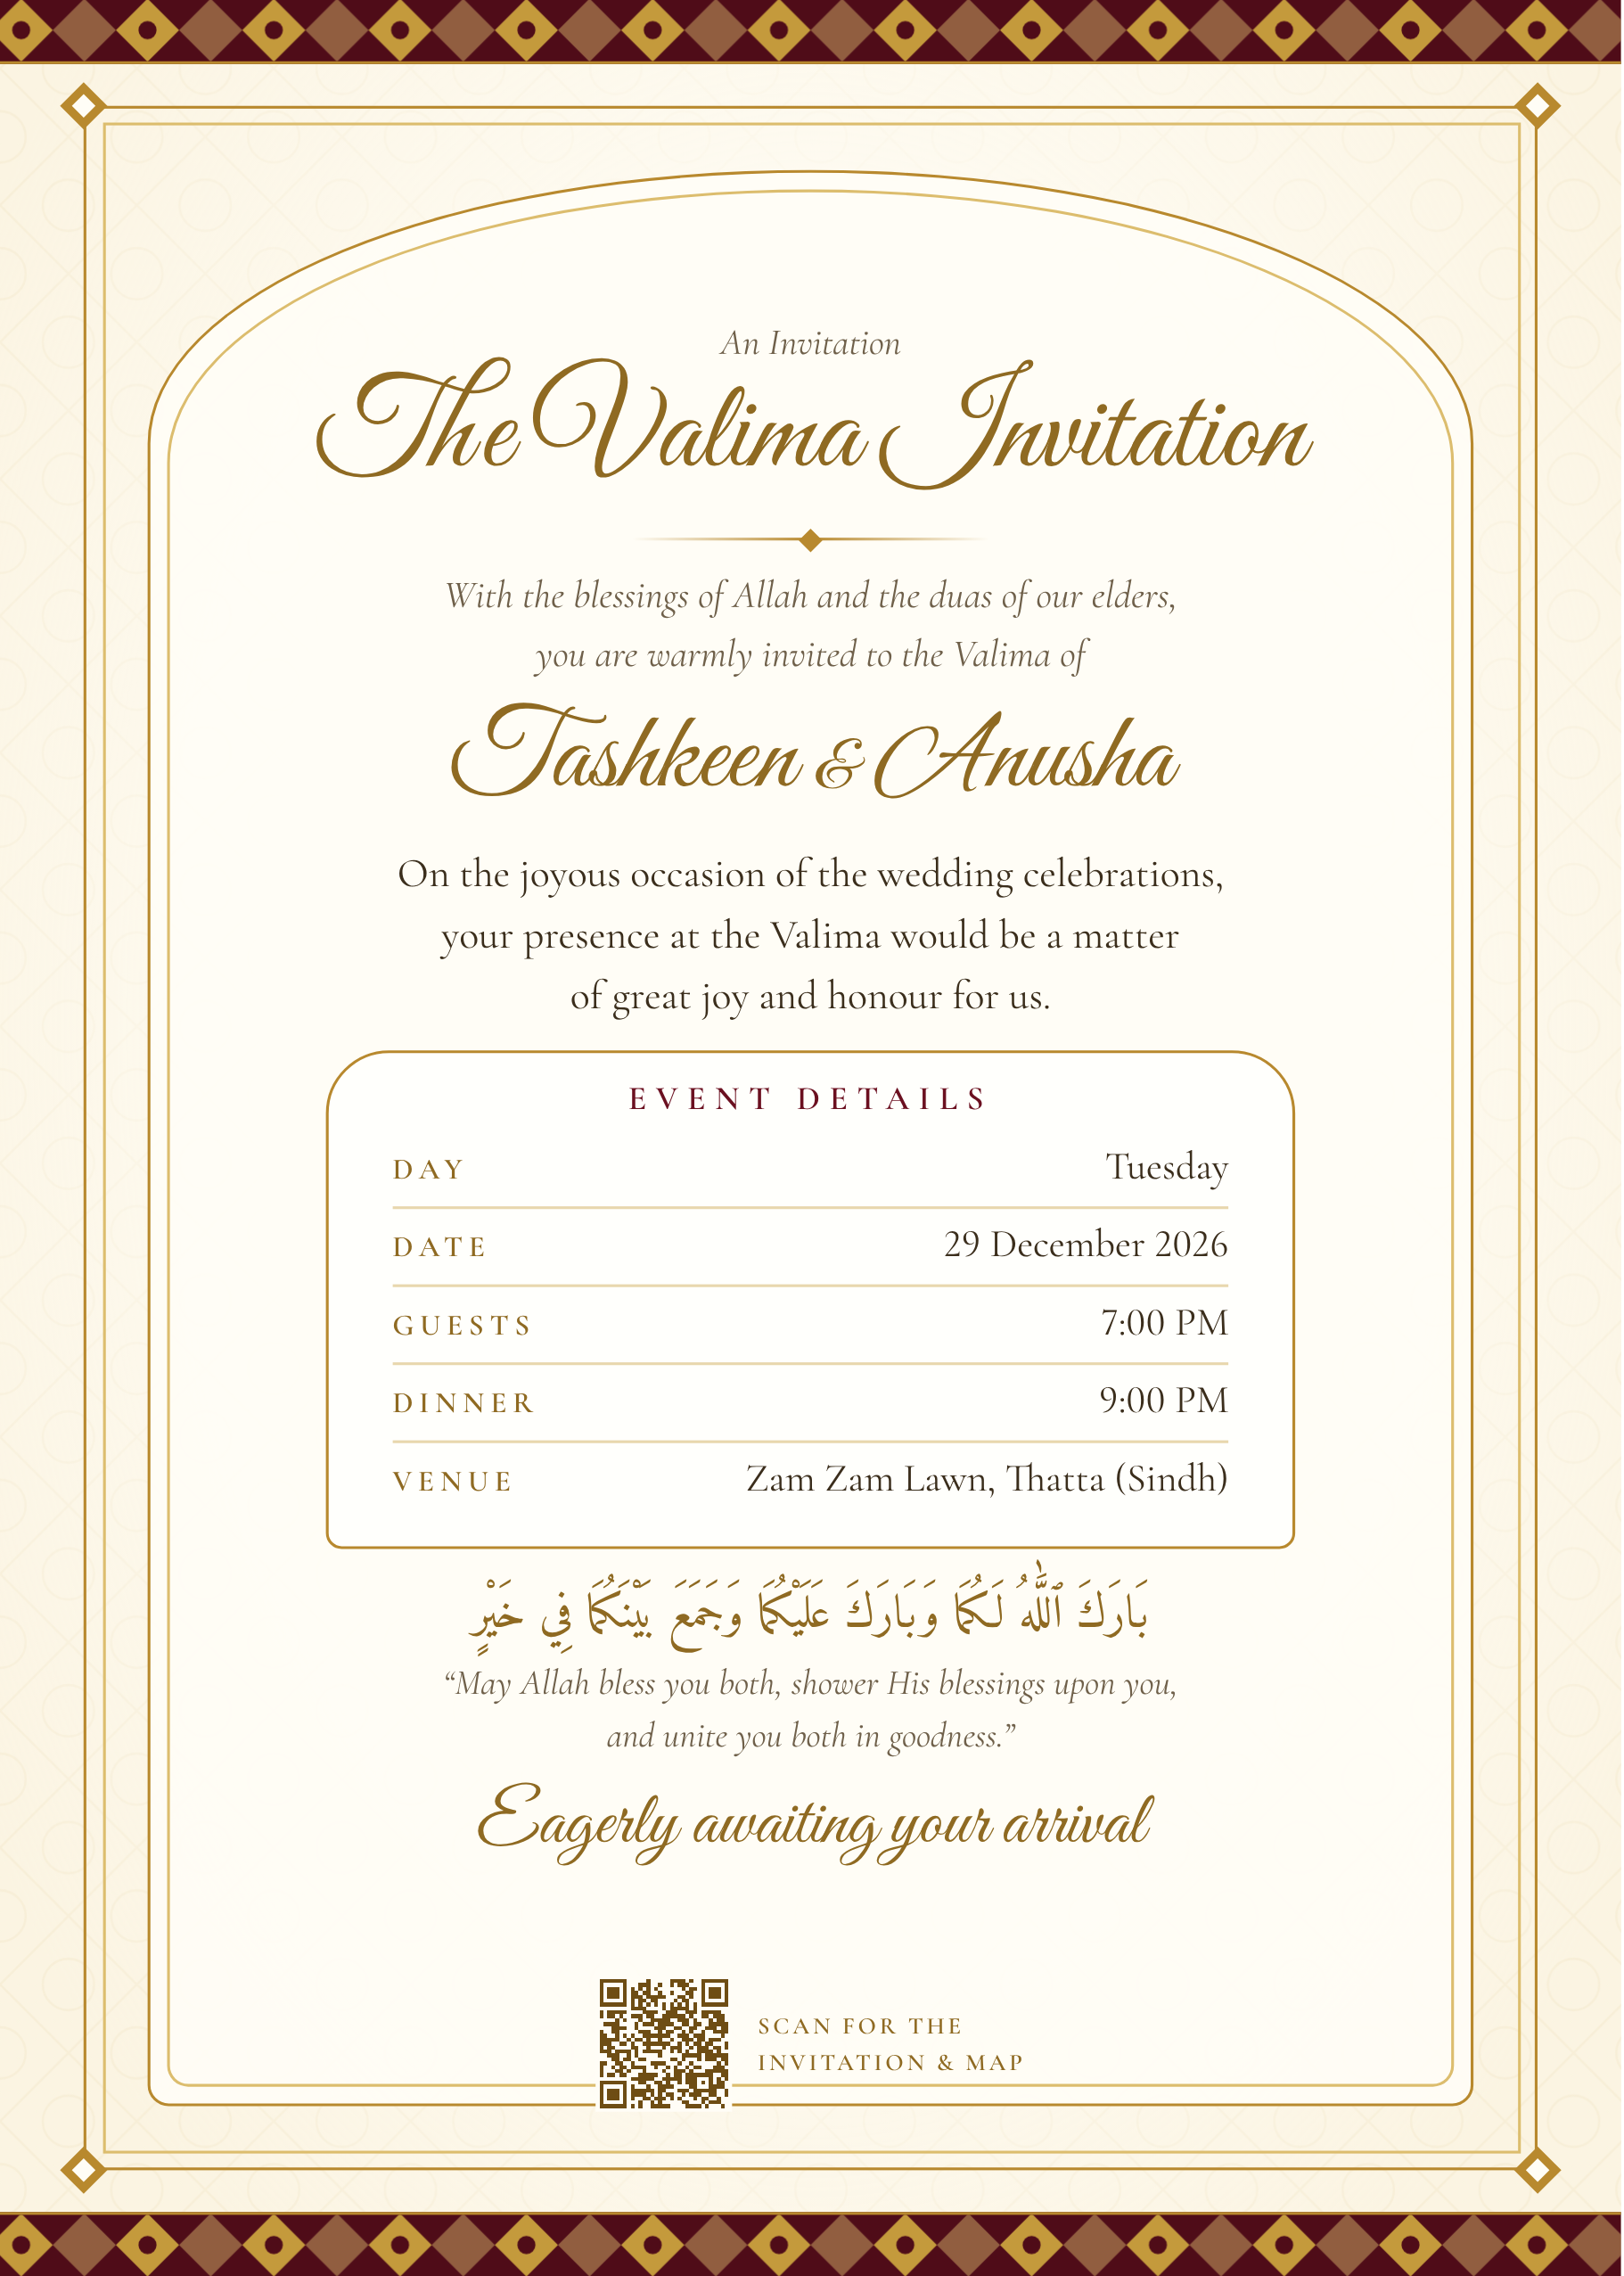 An Invitation
The Valima Invitation
With the blessings of Allah and the duas of our elders,
you are warmly invited to the Valima of
Tashkeen & Anusha
On the joyous occasion of the wedding celebrations,
your presence at the Valima would be a matter
of great joy and honour for us.
EVENT DETAILS
DAY Tuesday
DATE 29 December 2026
GUESTS 7:00 PM
DINNER 9:00 PM
VENUE Zam Zam Lawn, Thatta (Sindh)
بَارَكَ ٱللَّهُ لَكُمَا وَبَارَكَ عَلَيْكُمَا وَجَمَعَ بَيْنَكُمَا فِي خَيْرٍ
“May Allah bless you both, shower His blessings upon you,
and unite you both in goodness.”
Eagerly awaiting your arrival
SCAN FOR THE
INVITATION & MAP